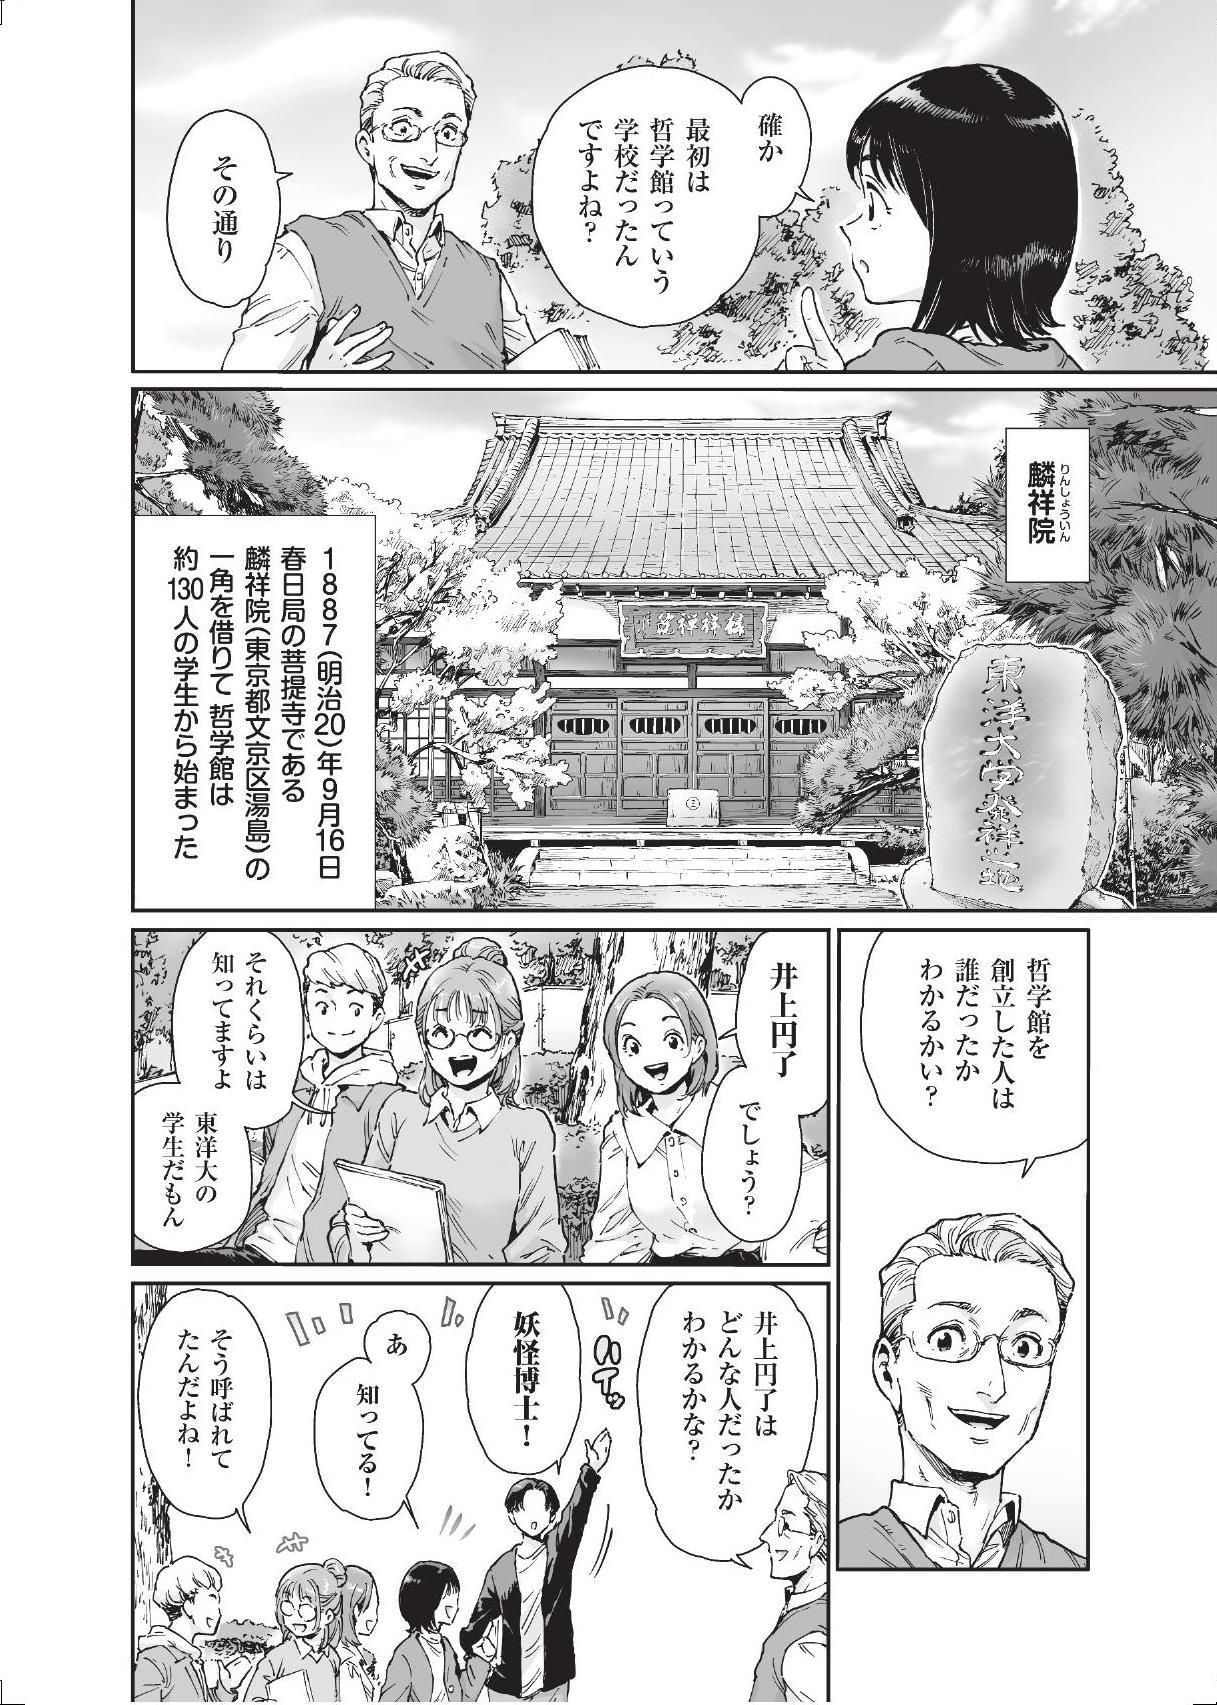 確か
最初は
哲学館っていう
学校だったん
ですよね?
その通り
麟祥院
りんしょういん
東洋大学発祥之地
1887(明治20)年9月16日
春日局の菩提寺である
麟祥院(東京都文京区湯島)の
一角を借りて 哲学館は
約130人の学生から始まった
哲学館を
創立した人は
誰だったか
わかるかい?
井上円了
でしょう?
それくらいは
知ってますよ
東洋大の
学生だもん
井上円了は
どんな人だったか
わかるかな?
ハイッ
妖怪博士!
あ
知ってる!
そう呼ばれて
たんだよね!